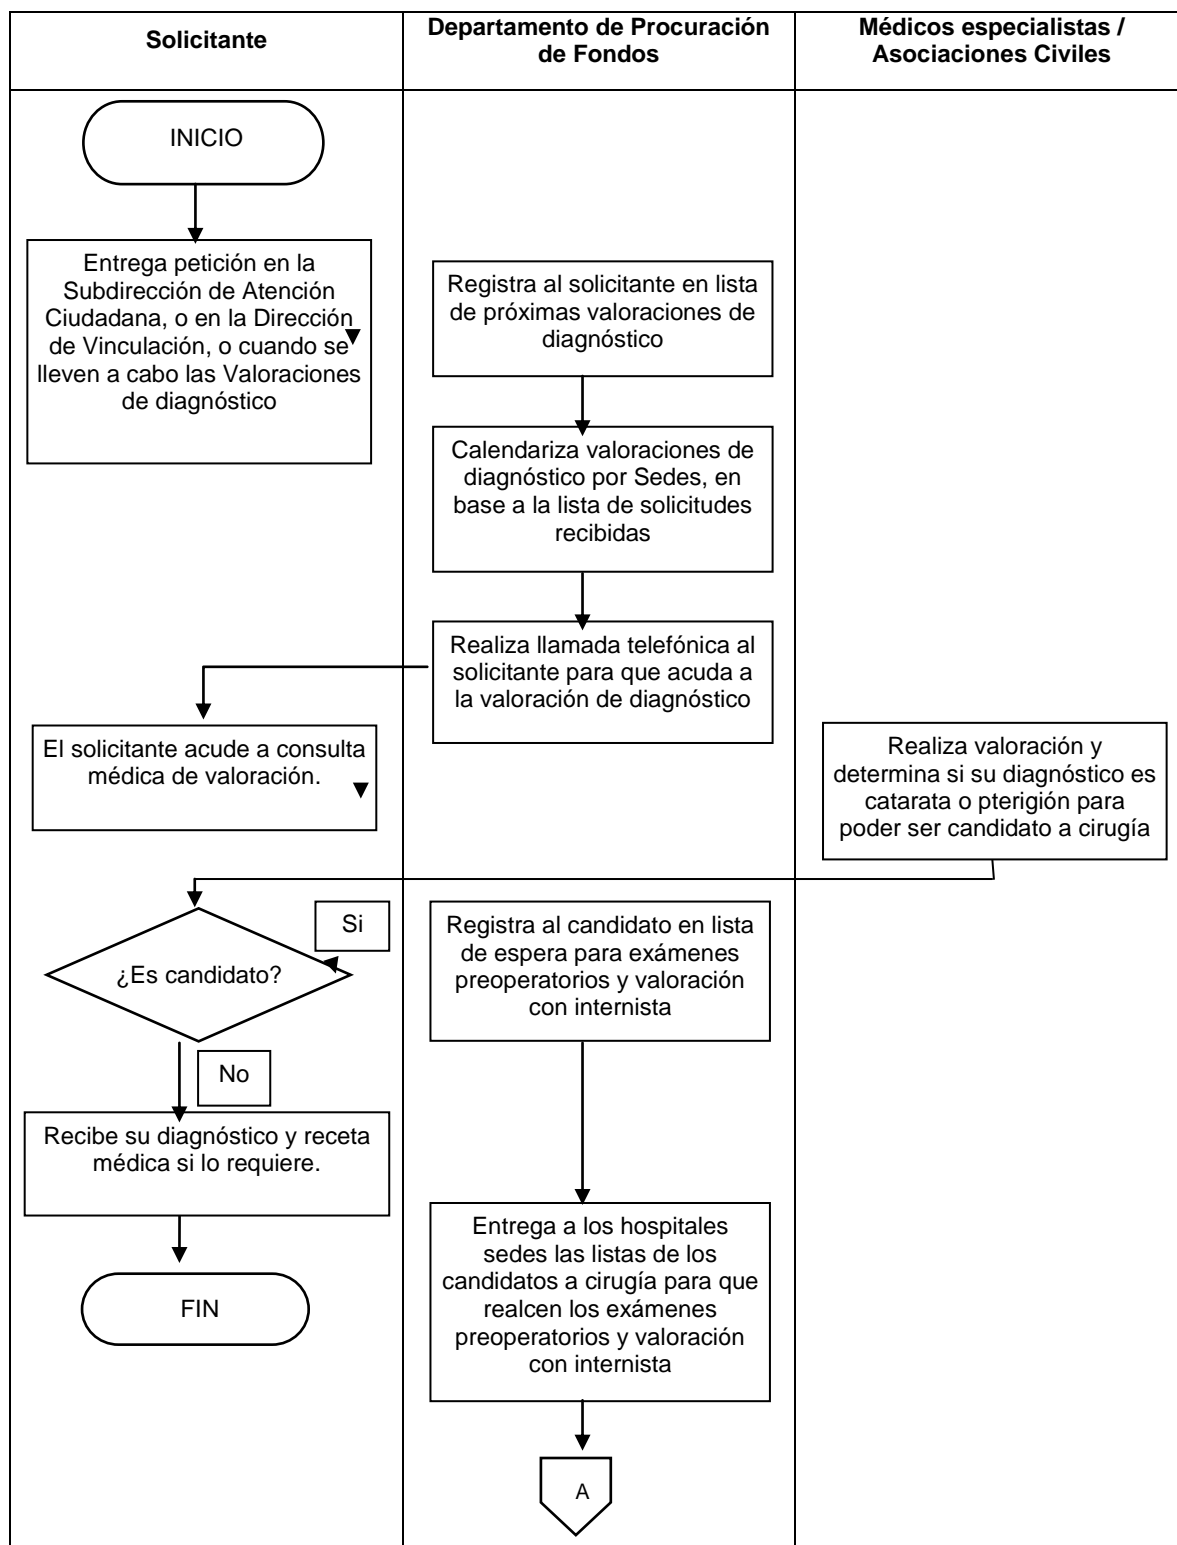 Solicitante
Departamento de Procuración
de Fondos
Médicos especialistas /
Asociaciones Civiles
INICIO
Entrega petición en la
Subdirección de Atención
Ciudadana, o en la Dirección
de Vinculación, o cuando se
lleven a cabo las Valoraciones
de diagnóstico
Registra al solicitante en lista
de próximas valoraciones de
diagnóstico
Calendariza valoraciones de
diagnóstico por Sedes, en
base a la lista de solicitudes
recibidas
Realiza llamada telefónica al
solicitante para que acuda a
la valoración de diagnóstico
El solicitante acude a consulta
médica de valoración.
Realiza valoración y
determina si su diagnóstico es
catarata o pterigión para
poder ser candidato a cirugía
¿Es candidato?
Si
Registra al candidato en lista
de espera para exámenes
preoperatorios y valoración
con internista
No
Recibe su diagnóstico y receta
médica si lo requiere.
FIN
Entrega a los hospitales
sedes las listas de los
candidatos a cirugía para que
realcen los exámenes
preoperatorios y valoración
con internista
A